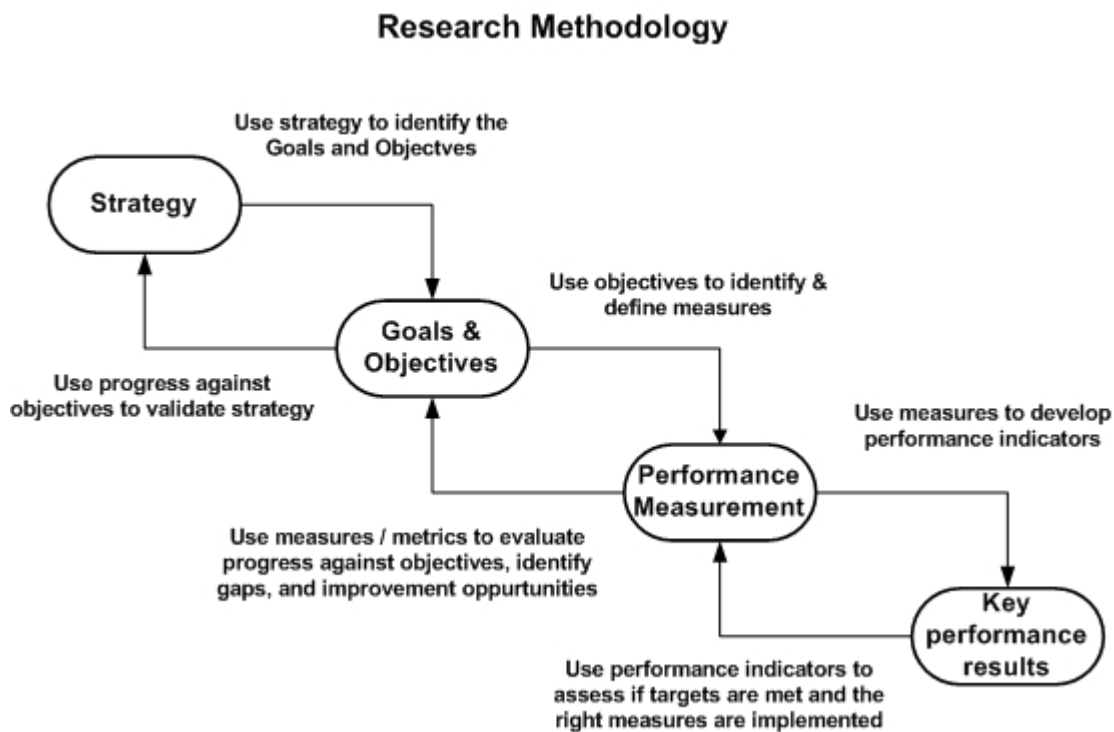 Research Methodology
Use strategy to identify the
Goals and Objectves
Strategy
Use objectives to identify &
define measures
Goals &
Objectives
Use progress against
objectives to validate strategy
Use measures to develop
performance indicators
Performance
Measurement
Use measures / metrics to evaluate
progress against objectives, identify
gaps, and improvement oppurtunities
Key
performance
results
Use performance indicators to
assess if targets are met and the
right measures are implemented